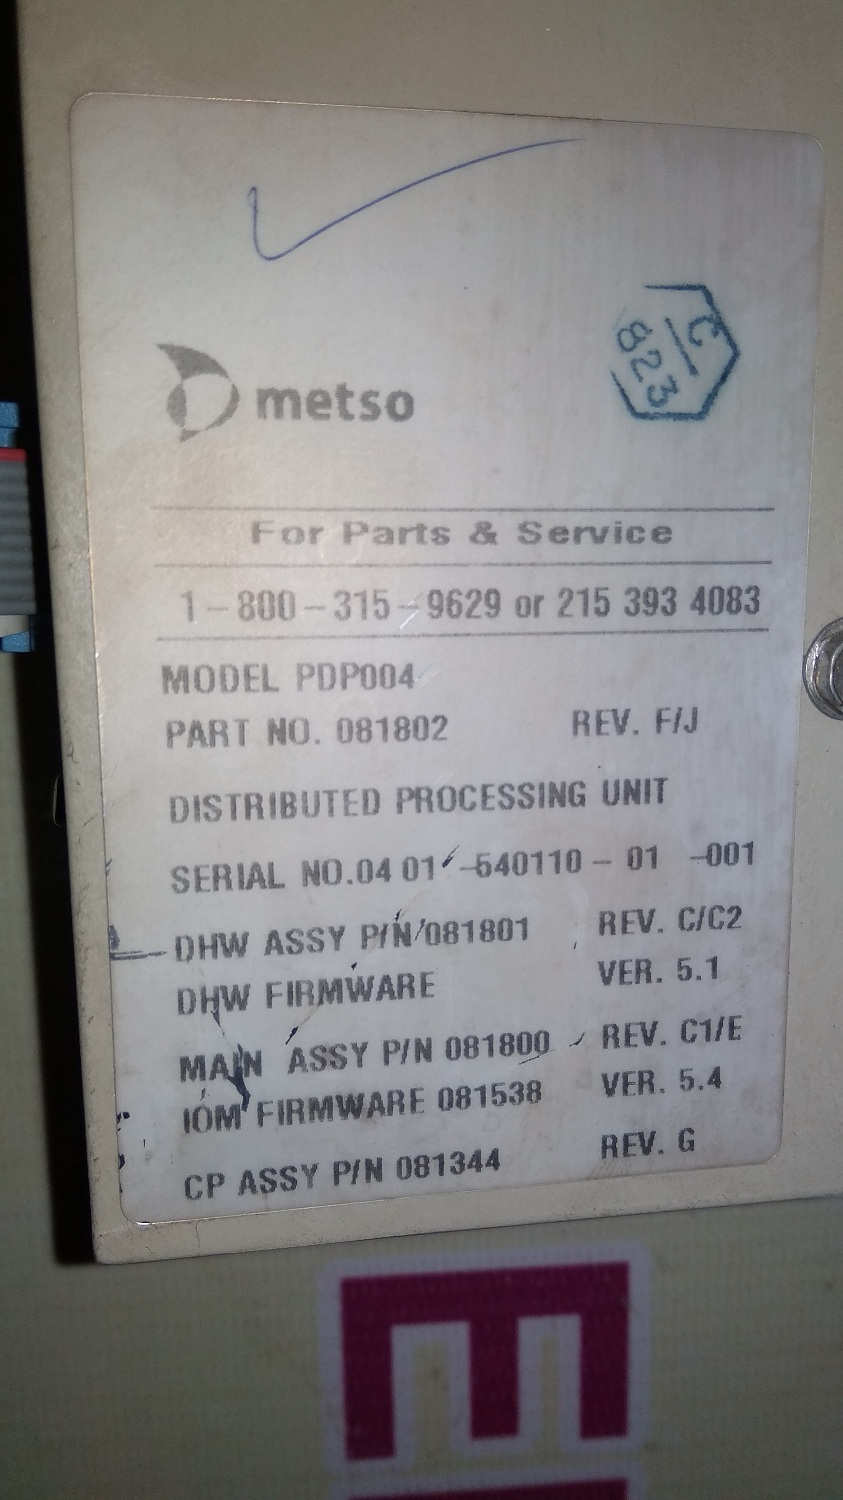 metso
C
823
For Parts & Service
1-800-315-9629 or 215 393 4083
MODEL PDP004
PART NO. 081802 REV. F/J
DISTRIBUTED PROCESSING UNIT
SERIAL NO.04 01 -540110- 01 -001
DHW ASSY P/N 081801 REV. C/C2
DHW FIRMWARE VER. 5.1
MAIN ASSY P/N 081800 REV. C1/E
IOM FIRMWARE 081538 VER. 5.4
CP ASSY P/N 081344 REV. G